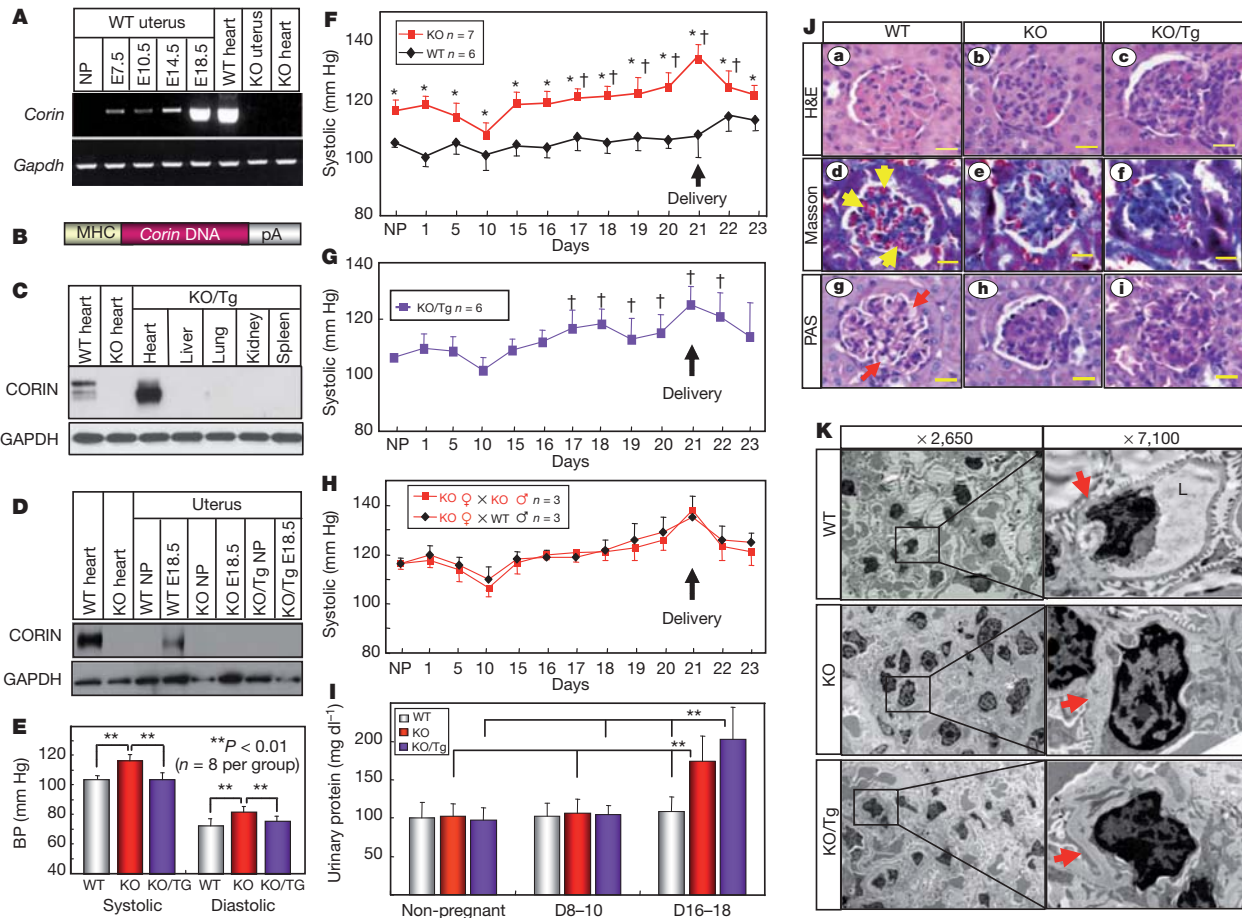 A
WT uterus
NP
E7.5
E10.5
E14.5
E18.5
WT heart
KO uterus
KO heart
Corin
Gapdh
B
MHC Corin DNA pA
C
KO/Tg
WT heart
KO heart
Heart
Liver
Lung
Kidney
Spleen
CORIN
GAPDH
D
Uterus
WT heart
KO heart
WT NP
WT E18.5
KO NP
KO E18.5
KO/Tg NP
KO/Tg E18.5
CORIN
GAPDH
E
BP (mm Hg)
140
120
100
80
60
40
** ** **P < 0.01
(n = 8 per group)
** **
WT KO KO/TG WT KO KO/TG
Systolic Diastolic
F
Systolic (mm Hg)
140
120
100
80
KO n = 7
WT n = 6
* * * * * * *† *† *† *† *† *† *
Delivery
NP 1 5 10 15 16 17 18 19 20 21 22 23
Days
G
Systolic (mm Hg)
140
120
100
80
KO/Tg n = 6
† † † † † †
Delivery
NP 1 5 10 15 16 17 18 19 20 21 22 23
Days
H
Systolic (mm Hg)
140
120
100
80
KO ♀ × KO ♂ n = 3
KO ♀ × WT ♂ n = 3
Delivery
NP 1 5 10 15 16 17 18 19 20 21 22 23
Days
I
Urinary protein (mg dl−1)
200
150
100
50
WT
KO
KO/Tg
**
**
Non-pregnant D8–10 D16–18
J
WT KO KO/Tg
H&E
a b c
Masson
d e f
PAS
g h i
K
× 2,650 × 7,100
WT
L
KO
KO/Tg